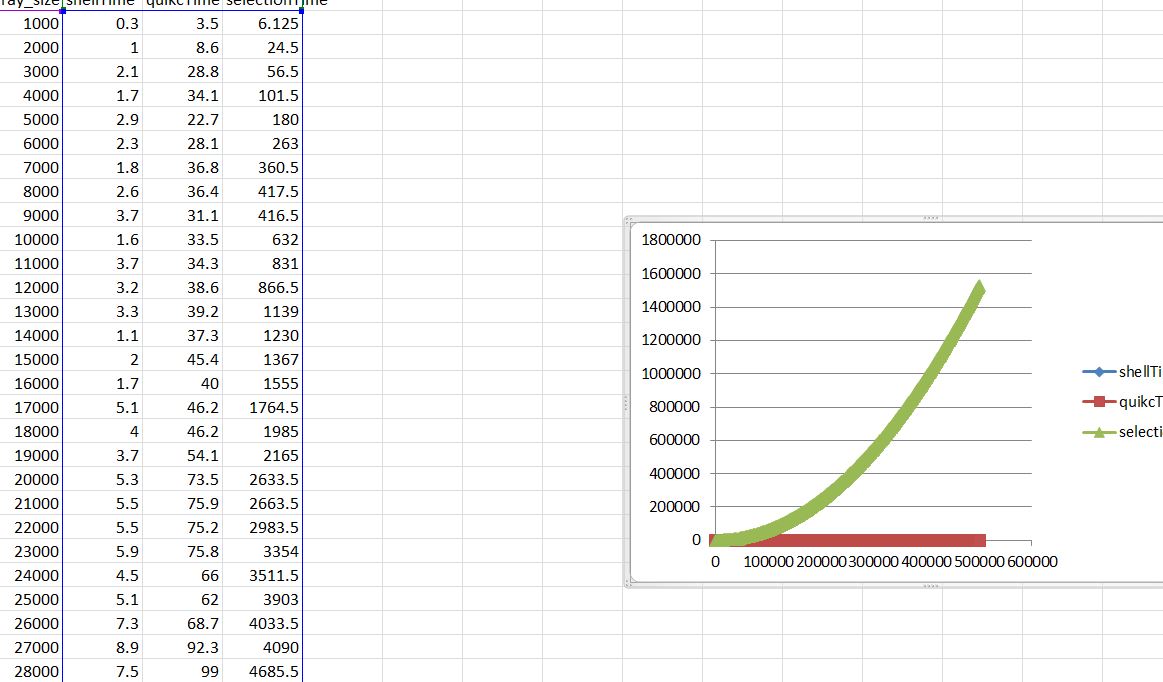 ray_size shellTime quikcTime selectionTime
1000 0.3 3.5 6.125
2000 1 8.6 24.5
3000 2.1 28.8 56.5
4000 1.7 34.1 101.5
5000 2.9 22.7 180
6000 2.3 28.1 263
7000 1.8 36.8 360.5
8000 2.6 36.4 417.5
9000 3.7 31.1 416.5
10000 1.6 33.5 632
11000 3.7 34.3 831
12000 3.2 38.6 866.5
13000 3.3 39.2 1139
14000 1.1 37.3 1230
15000 2 45.4 1367
16000 1.7 40 1555
17000 5.1 46.2 1764.5
18000 4 46.2 1985
19000 3.7 54.1 2165
20000 5.3 73.5 2633.5
21000 5.5 75.9 2663.5
22000 5.5 75.2 2983.5
23000 5.9 75.8 3354
24000 4.5 66 3511.5
25000 5.1 62 3903
26000 7.3 68.7 4033.5
27000 8.9 92.3 4090
28000 7.5 99 4685.5
1800000
1600000
1400000
1200000
1000000
800000
600000
400000
200000
0
0 100000 200000 300000 400000 500000 600000
shellTi
quikcT
selecti